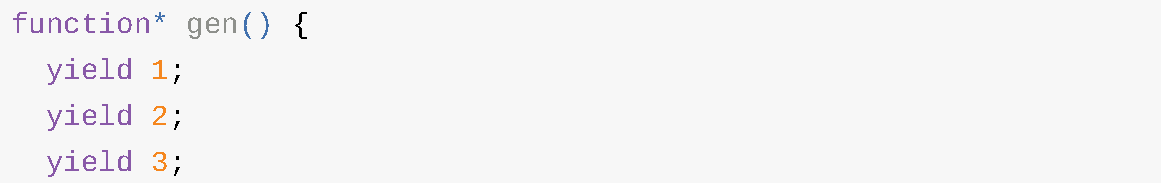 function* gen() {
  yield 1;
  yield 2;
  yield 3;